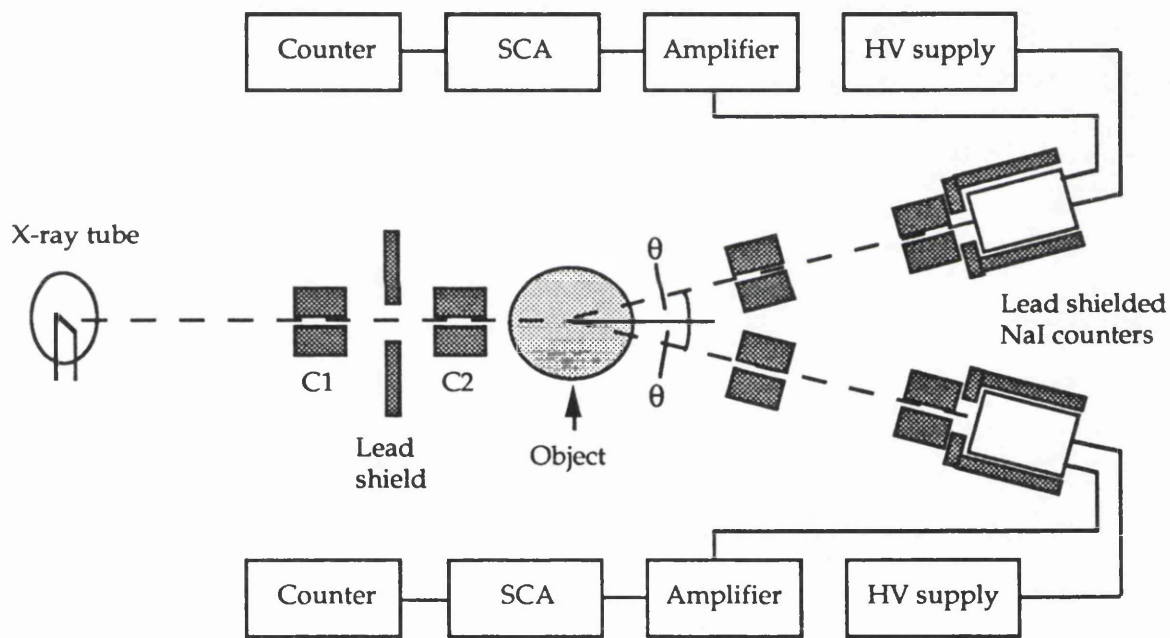 Counter
SCA
Amplifier
HV supply
X-ray tube
θ
Lead shielded
NaI counters
C1
C2
θ
Lead
shield
Object
Counter
SCA
Amplifier
HV supply